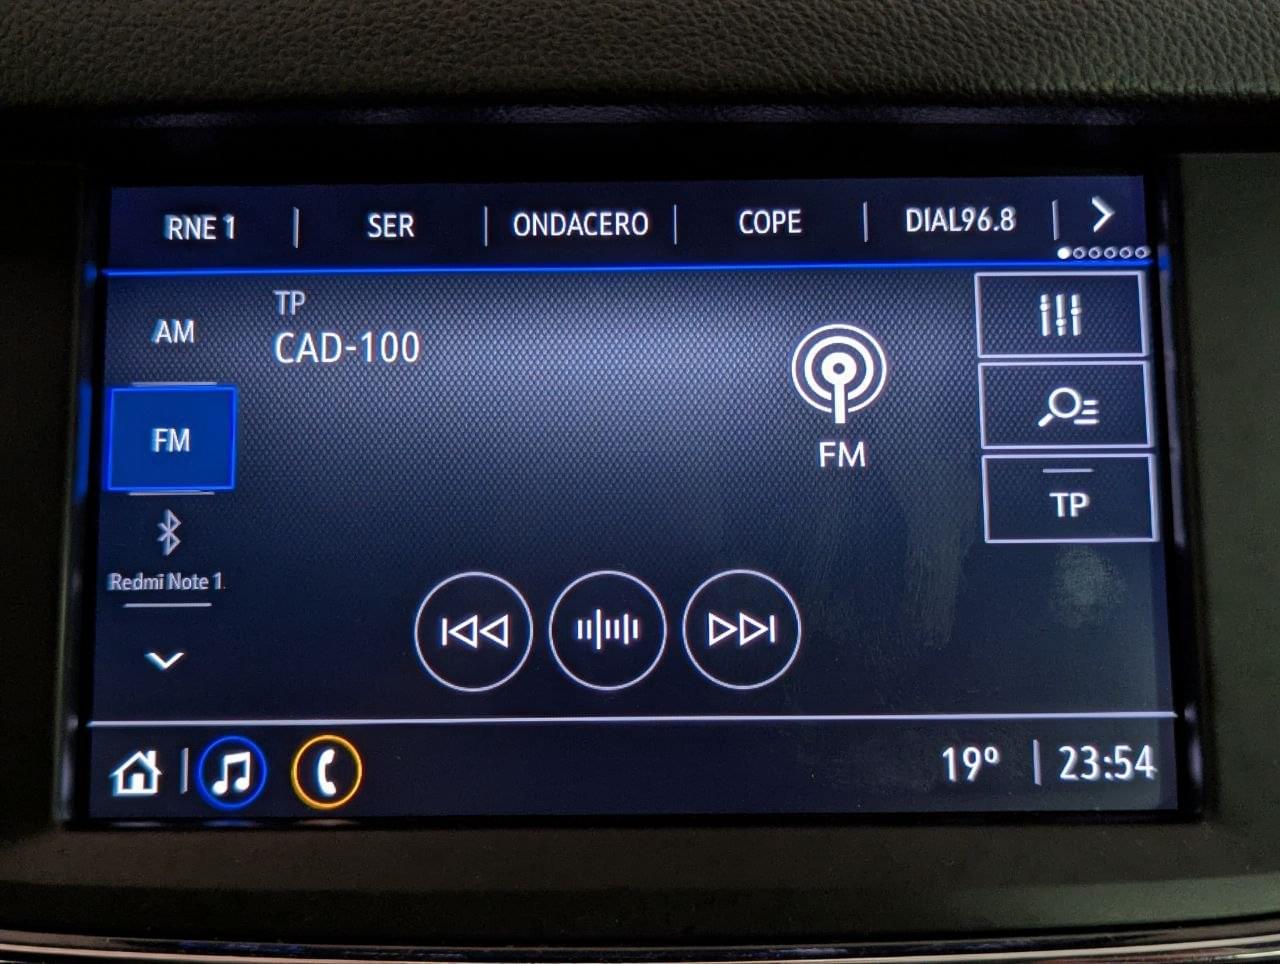 RNE 1 | SER | ONDACERO | COPE | DIAL96.8
AM
TP
CAD-100
FM
FM
TP
Redmi Note 1
19º | 23:54